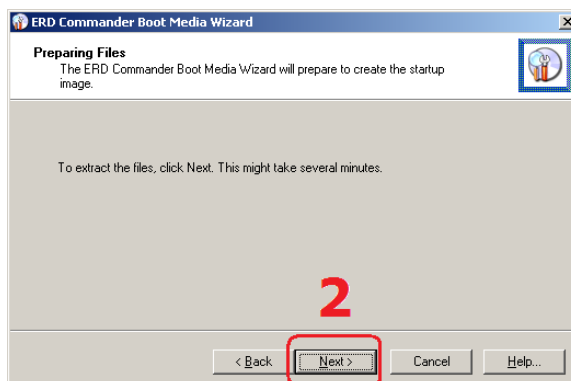 ERD Commander Boot Media Wizard
Preparing Files
The ERD Commander Boot Media Wizard will prepare to create the startup
image.
To extract the files, click Next. This might take several minutes.
2
< Back Next > Cancel Help...